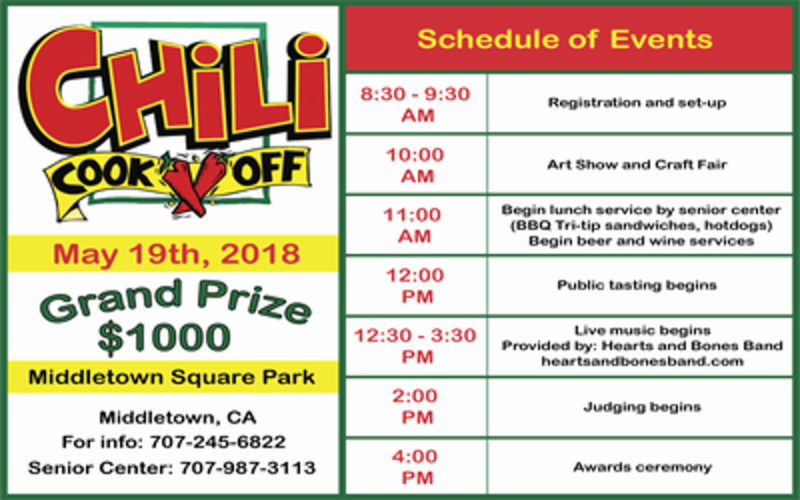 CHiLi
COOK OFF
May 19th, 2018
Grand Prize
$1000
Middletown Square Park
Middletown, CA
For info: 707-245-6822
Senior Center: 707-987-3113
Schedule of Events
8:30 - 9:30
AM
Registration and set-up
10:00
AM
Art Show and Craft Fair
11:00
AM
Begin lunch service by senior center
(BBQ Tri-tip sandwiches, hotdogs)
Begin beer and wine services
12:00
PM
Public tasting begins
12:30 - 3:30
PM
Live music begins
Provided by: Hearts and Bones Band
heartsandbonesband.com
2:00
PM
Judging begins
4:00
PM
Awards ceremony